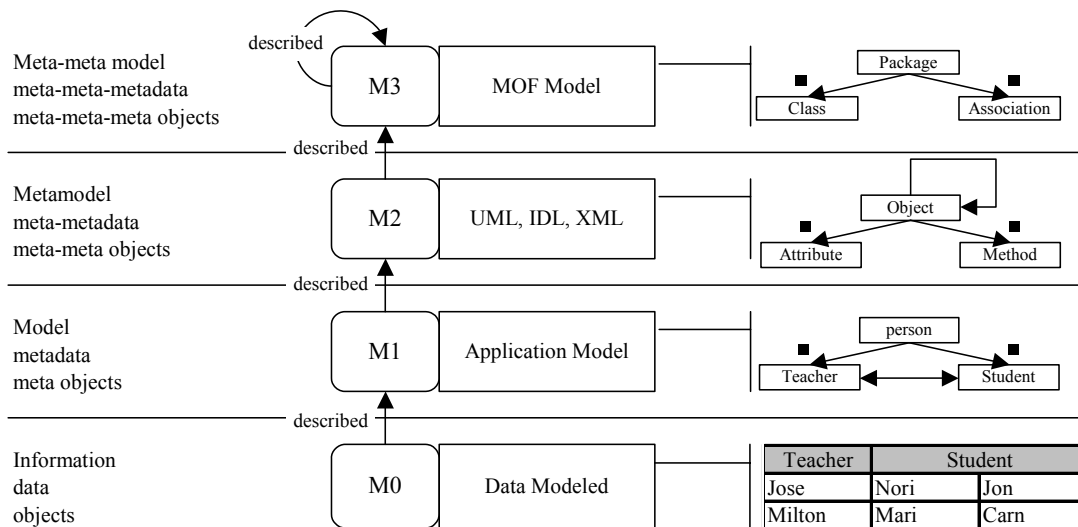 described
Meta-meta model
meta-meta-metadata
meta-meta-meta objects
M3
MOF Model
Package
Class
Association
described
Metamodel
meta-metadata
meta-meta objects
M2
UML, IDL, XML
Object
Attribute
Method
described
Model
metadata
meta objects
M1
Application Model
person
Teacher
Student
described
Information
data
objects
M0
Data Modeled
Teacher Student
Jose Nori Jon
Milton Mari Carn